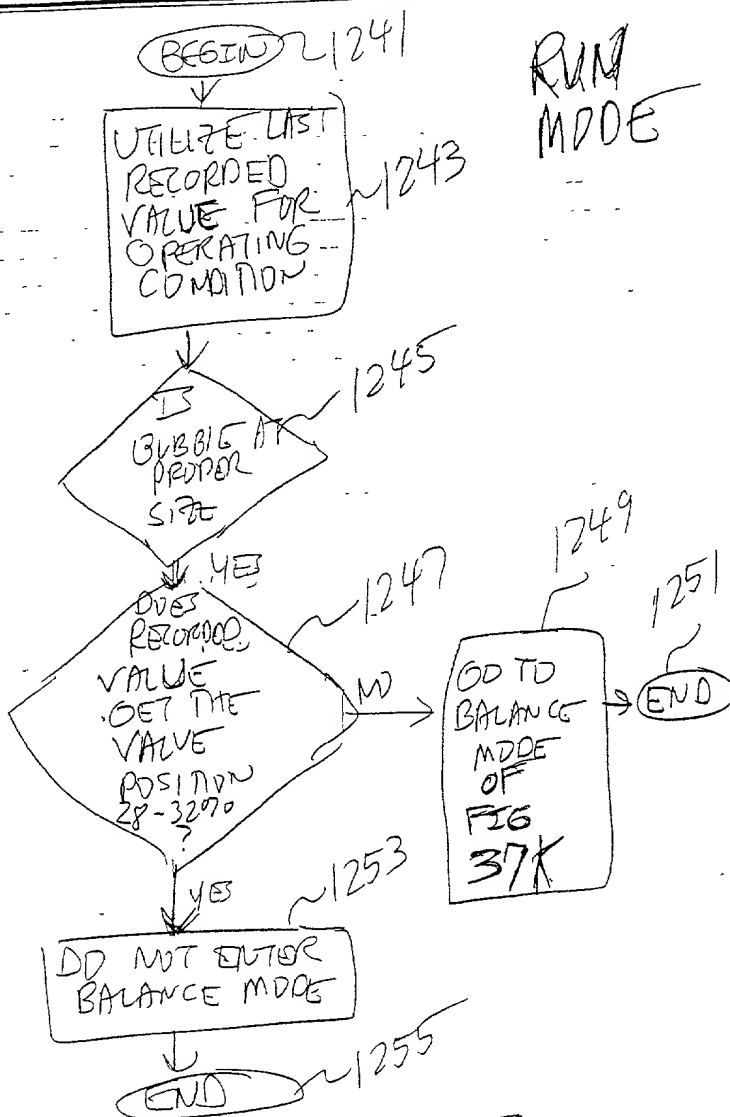 BEGIN 1241
RUN
MODE
UTILIZE LAST
RECORDED
VALUE FOR
OPERATING
CONDITION
1243
IS
BUBBLE AT
PROPER
SIZE
1245
YES
DOES
RECORDED
VALUE
GET THE
VALUE
POSITION
28-32%
?
1247
NO
GO TO
BALANCE
MODE
OF
FIG
37K
1249
END
1251
YES
DO NOT ENTER
BALANCE MODE
1253
END
1255